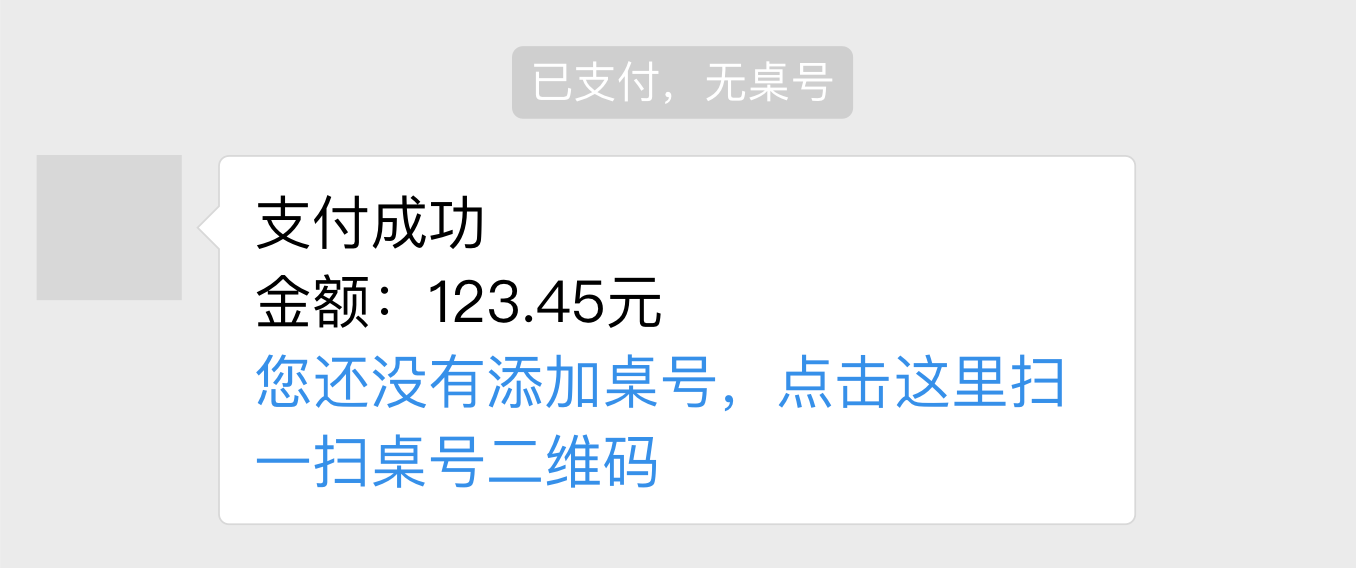 已支付，无桌号
支付成功
金额：123.45元
您还没有添加桌号，点击这里扫
一扫桌号二维码